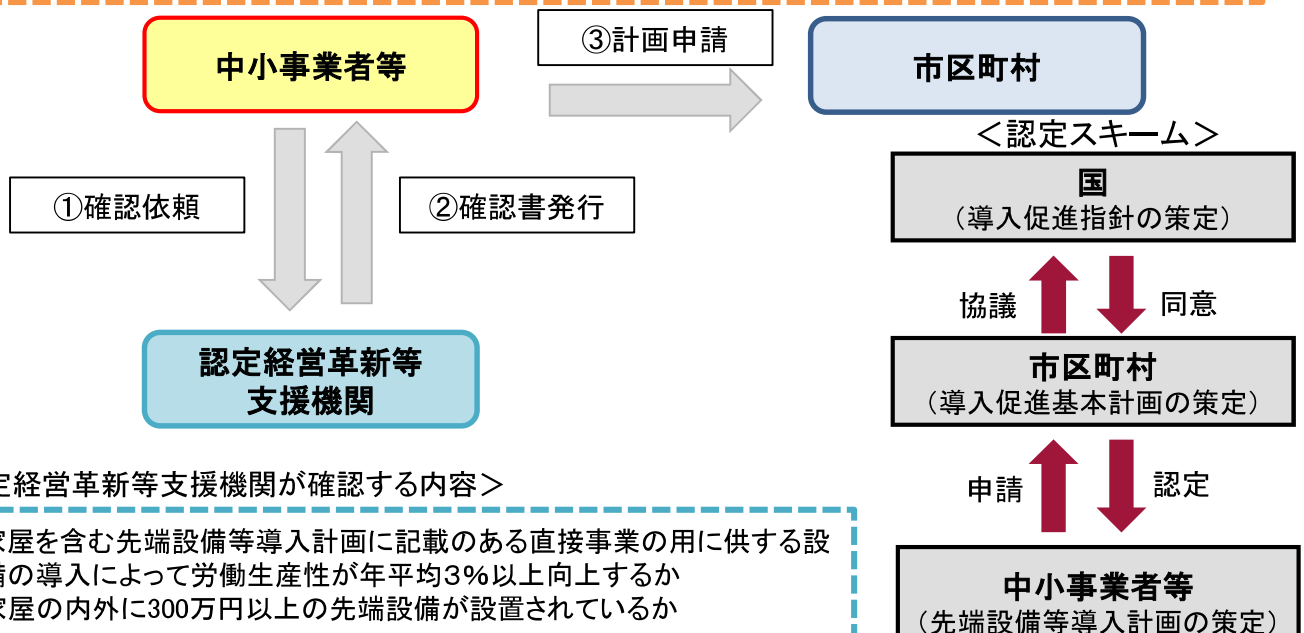 中小事業者等
③計画申請
市区町村
①確認依頼
②確認書発行
認定経営革新等
支援機関
＜認定スキーム＞
国
（導入促進指針の策定）
協議
同意
市区町村
（導入促進基本計画の策定）
申請
認定
中小事業者等
（先端設備等導入計画の策定）
経営革新等支援機関が確認する内容＞
家屋を含む先端設備等導入計画に記載のある直接事業の用に供する設
の導入によって労働生産性が年平均３％以上向上するか
家屋の内外に300万円以上の先端設備が設置されているか